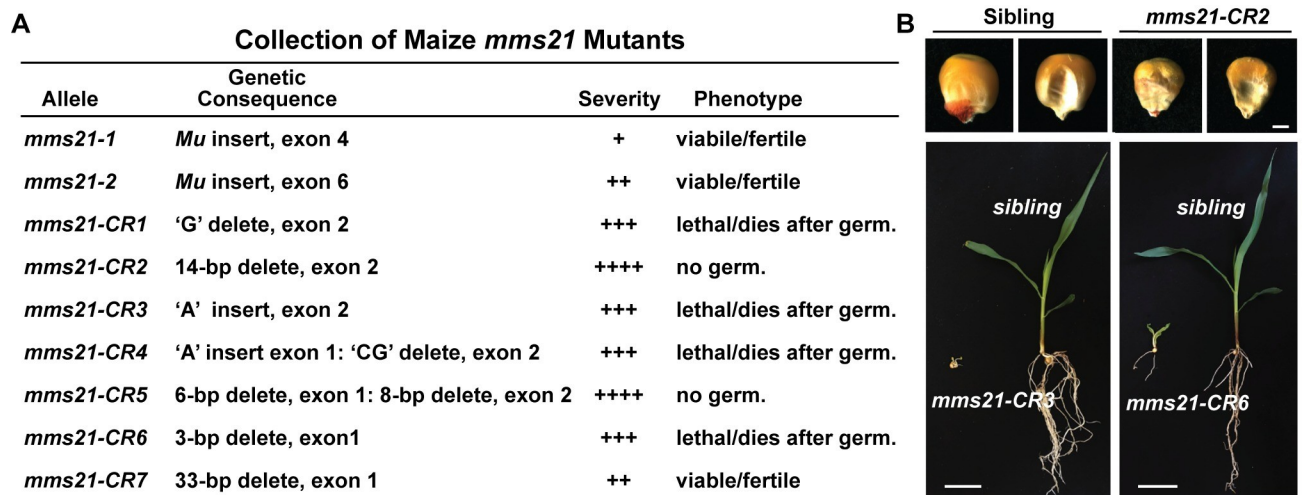 A
Collection of Maize mms21 Mutants
Allele Genetic Consequence Severity Phenotype
mms21-1 Mu insert, exon 4 + viabile/fertile
mms21-2 Mu insert, exon 6 ++ viable/fertile
mms21-CR1 ‘G’ delete, exon 2 +++ lethal/dies after germ.
mms21-CR2 14-bp delete, exon 2 ++++ no germ.
mms21-CR3 ‘A’ insert, exon 2 +++ lethal/dies after germ.
mms21-CR4 ‘A’ insert exon 1: ‘CG’ delete, exon 2 +++ lethal/dies after germ.
mms21-CR5 6-bp delete, exon 1: 8-bp delete, exon 2 ++++ no germ.
mms21-CR6 3-bp delete, exon1 +++ lethal/dies after germ.
mms21-CR7 33-bp delete, exon 1 ++ viable/fertile
B
Sibling mms21-CR2
sibling sibling
mms21-CR3 mms21-CR6